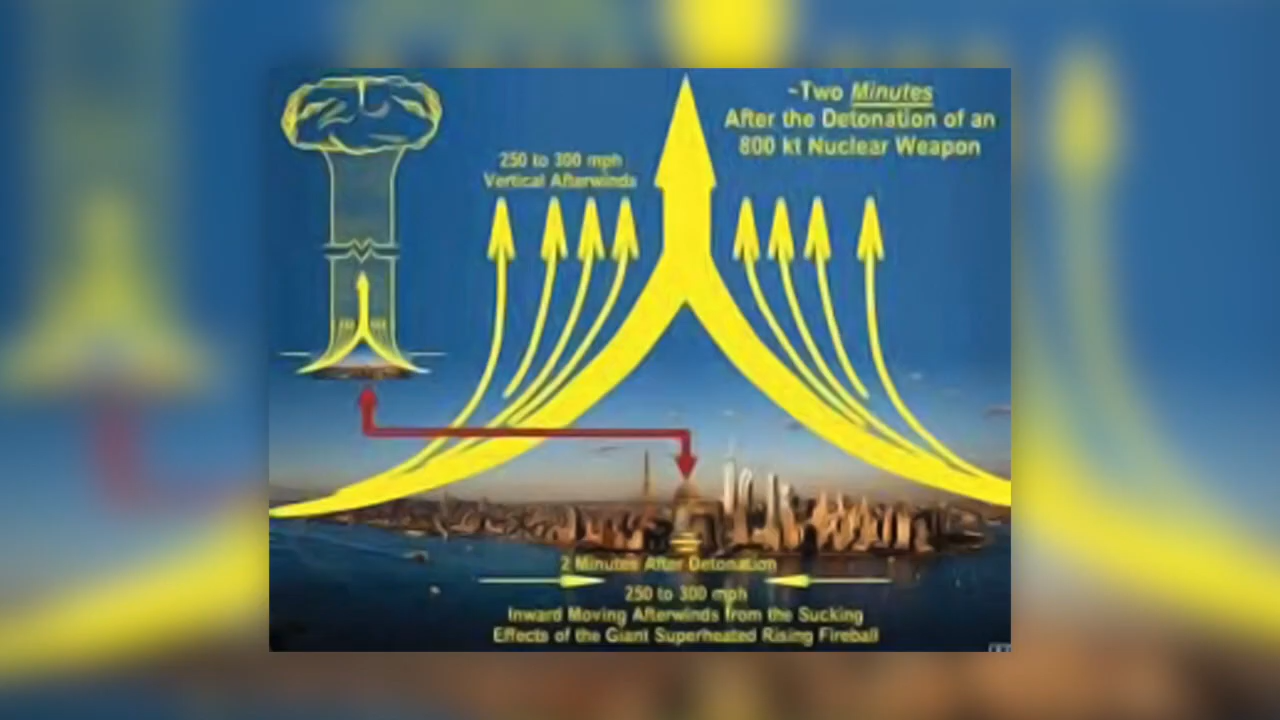 ~Two Minutes
After the Detonation of an
800 kt Nuclear Weapon
250 to 300 mph
Vertical Afterwinds
2 Minutes After Detonation
250 to 300 mph
Inward Moving Afterwinds from the Sucking
Effects of the Giant Superheated Rising Fireball